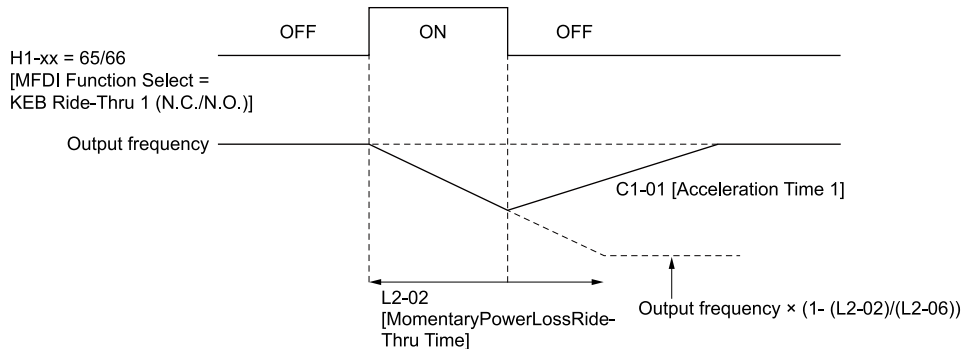 OFF
ON
OFF
H1-xx = 65/66
[MFDI Function Select =
KEB Ride-Thru 1 (N.C./N.O.)]
Output frequency
C1-01 [Acceleration Time 1]
L2-02
[MomentaryPowerLossRide-
Thru Time]
Output frequency × (1- (L2-02)/(L2-06))